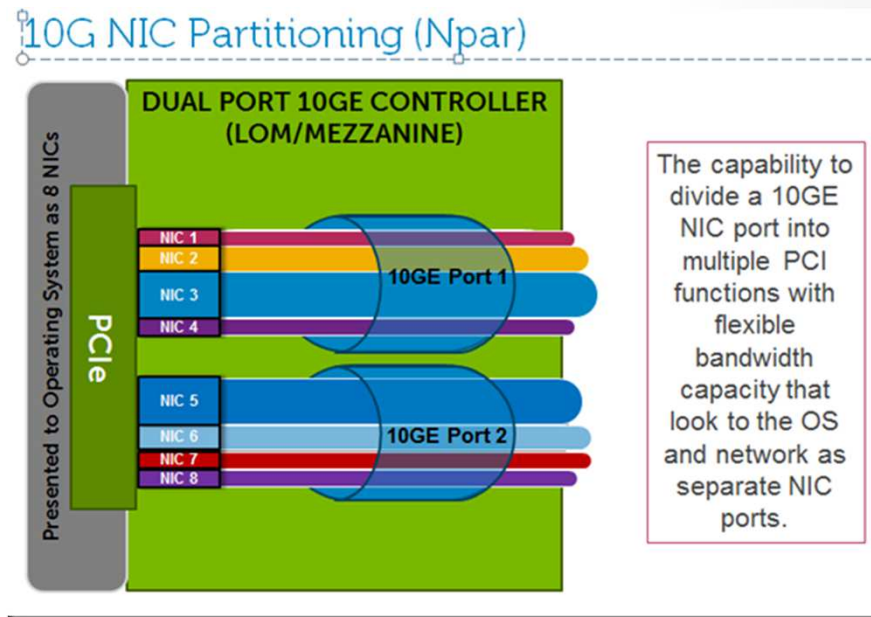 10G NIC Partitioning (Npar)
Presented to Operating System as 8 NICs
PCIe
DUAL PORT 10GE CONTROLLER
(LOM/MEZZANINE)
NIC 1
NIC 2
NIC 3
NIC 4
10GE Port 1
NIC 5
NIC 6
NIC 7
NIC 8
10GE Port 2
The capability to
divide a 10GE
NIC port into
multiple PCI
functions with
flexible
bandwidth
capacity that
look to the OS
and network as
separate NIC
ports.